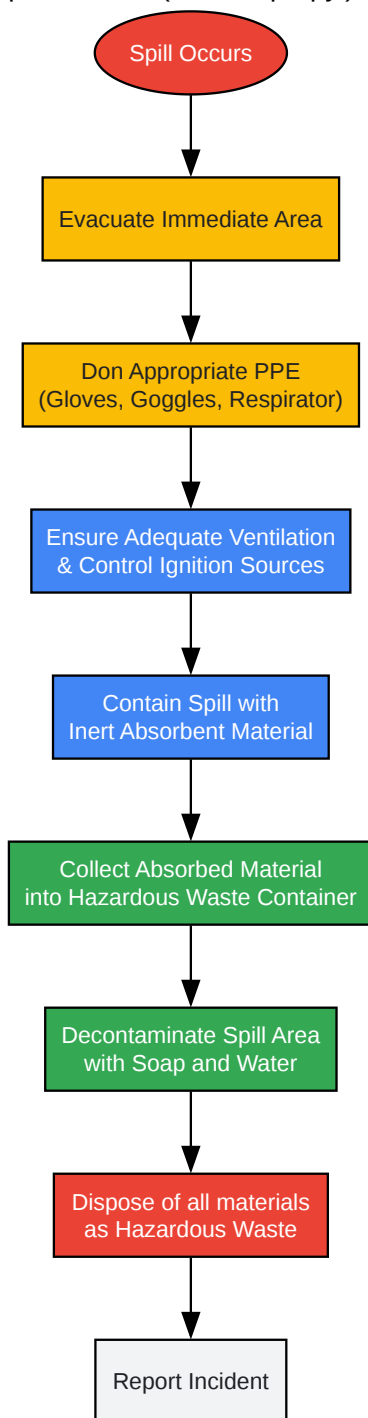 Spill Occurs
Evacuate Immediate Area
Don Appropriate PPE
(Gloves, Goggles, Respirator)
Ensure Adequate Ventilation
& Control Ignition Sources
Contain Spill with
Inert Absorbent Material
Collect Absorbed Material
into Hazardous Waste Container
Decontaminate Spill Area
with Soap and Water
Dispose of all materials
as Hazardous Waste
Report Incident